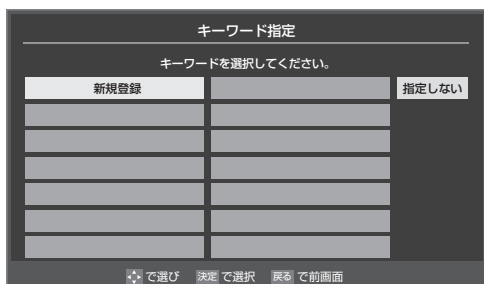 キーワード指定
キーワードを選択してください。
新規登録 指定しない
で選び 決定 で選択 戻る で前画面